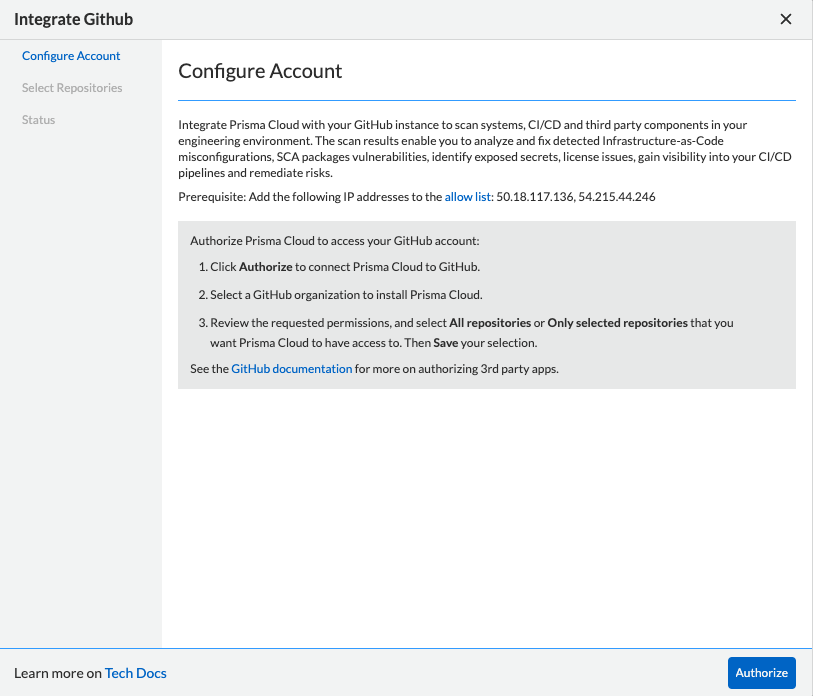 Integrate Github
Configure Account
Select Repositories
Status
Configure Account
Integrate Prisma Cloud with your GitHub instance to scan systems, CI/CD and third party components in your
engineering environment. The scan results enable you to analyze and fix detected Infrastructure-as-Code
misconfigurations, SCA packages vulnerabilities, identify exposed secrets, license issues, gain visibility into your CI/CD
pipelines and remediate risks.
Prerequisite: Add the following IP addresses to the allow list: 50.18.117.136, 54.215.44.246
Authorize Prisma Cloud to access your GitHub account:
1. Click Authorize to connect Prisma Cloud to GitHub.
2. Select a GitHub organization to install Prisma Cloud.
3. Review the requested permissions, and select All repositories or Only selected repositories that you
want Prisma Cloud to have access to. Then Save your selection.
See the GitHub documentation for more on authorizing 3rd party apps.
Learn more on Tech Docs
Authorize